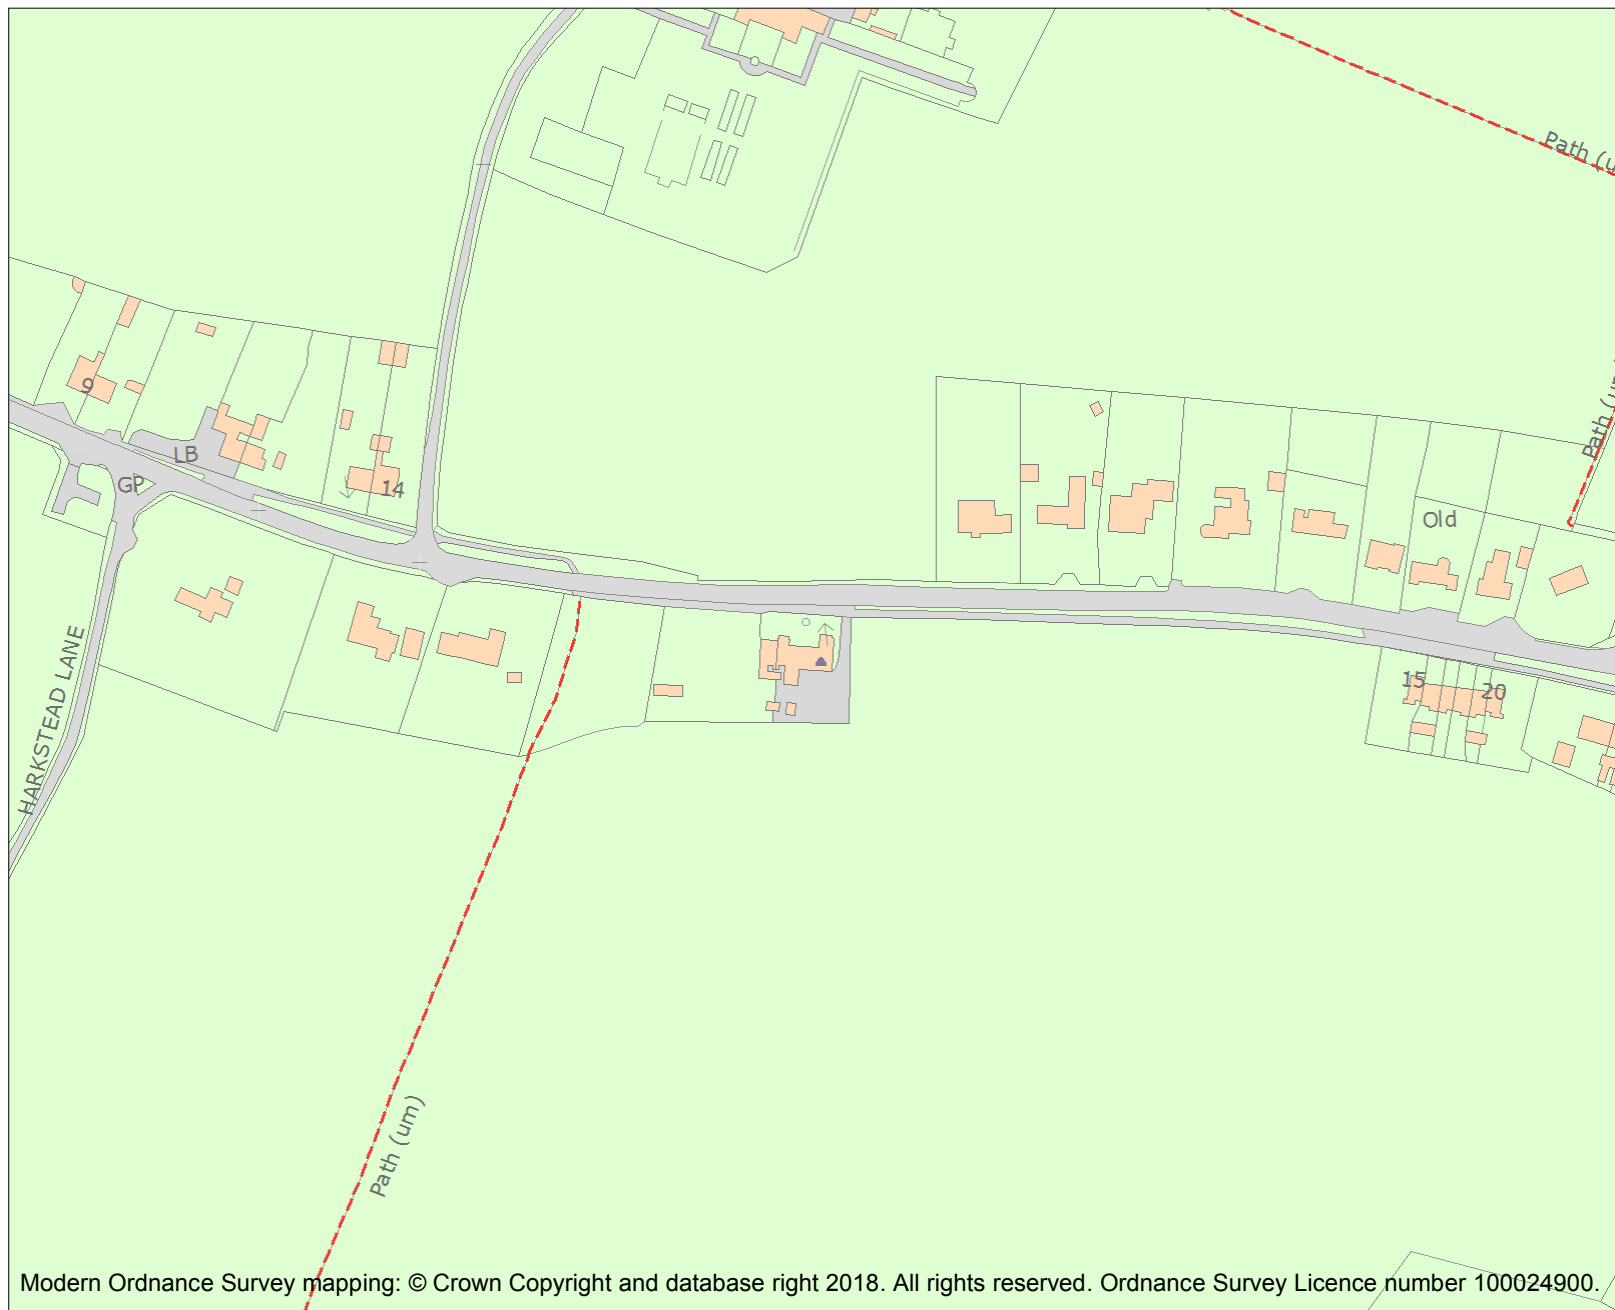 Path (u
Path (u
9
LB
GP
14
Old
HARKSTEAD LANE
15
20
Path (um)
Modern Ordnance Survey mapping: © Crown Copyright and database right 2018. All rights reserved. Ordnance Survey Licence number 100024900.